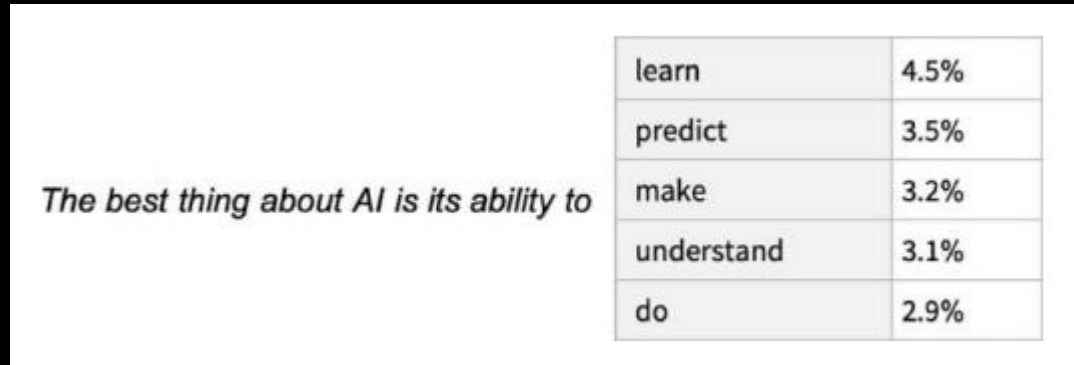 The best thing about AI is its ability to
learn 4.5%
predict 3.5%
make 3.2%
understand 3.1%
do 2.9%